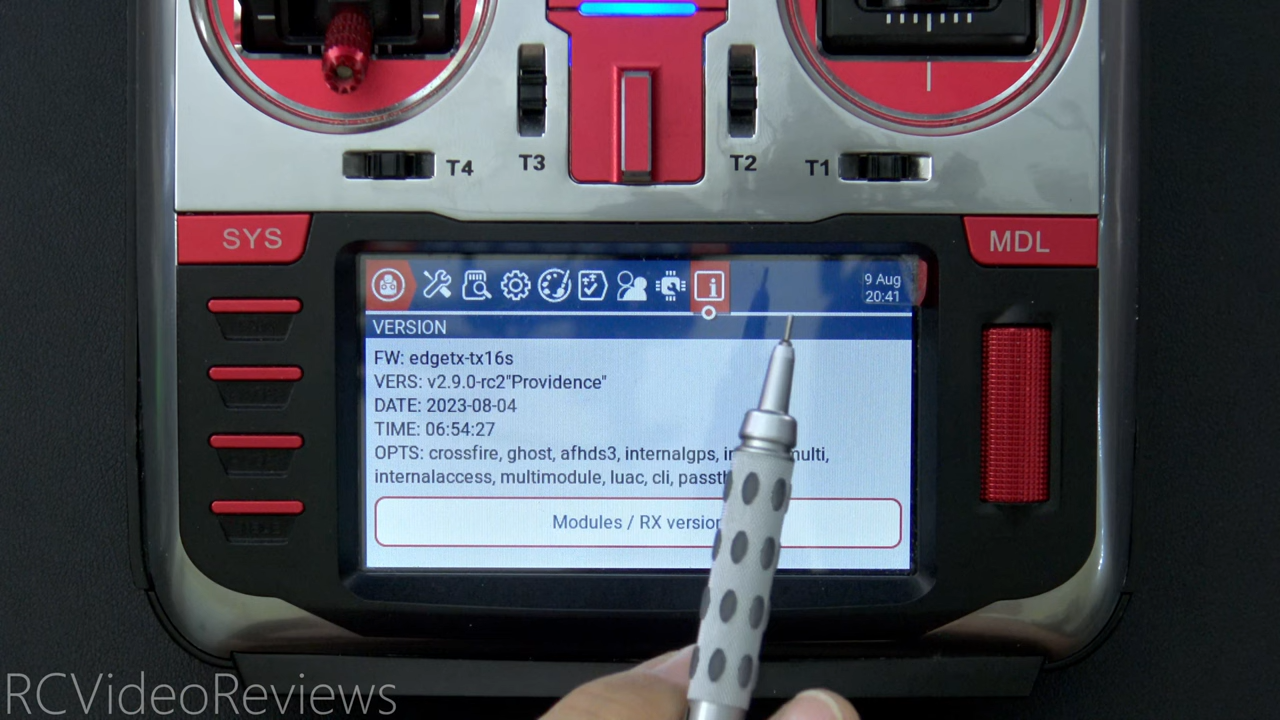 T4
T3
T2
T1
SYS
MDL
9 Aug
20:41
VERSION
FW: edgetx-tx16s
VERS: v2.9.0-rc2"Providence"
DATE: 2023-08-04
TIME: 06:54:27
OPTS: crossfire, ghost, afhds3, internalgps,
internalaccess, multimodule, luac, cli,
Modules / RX
RCVideoReviews